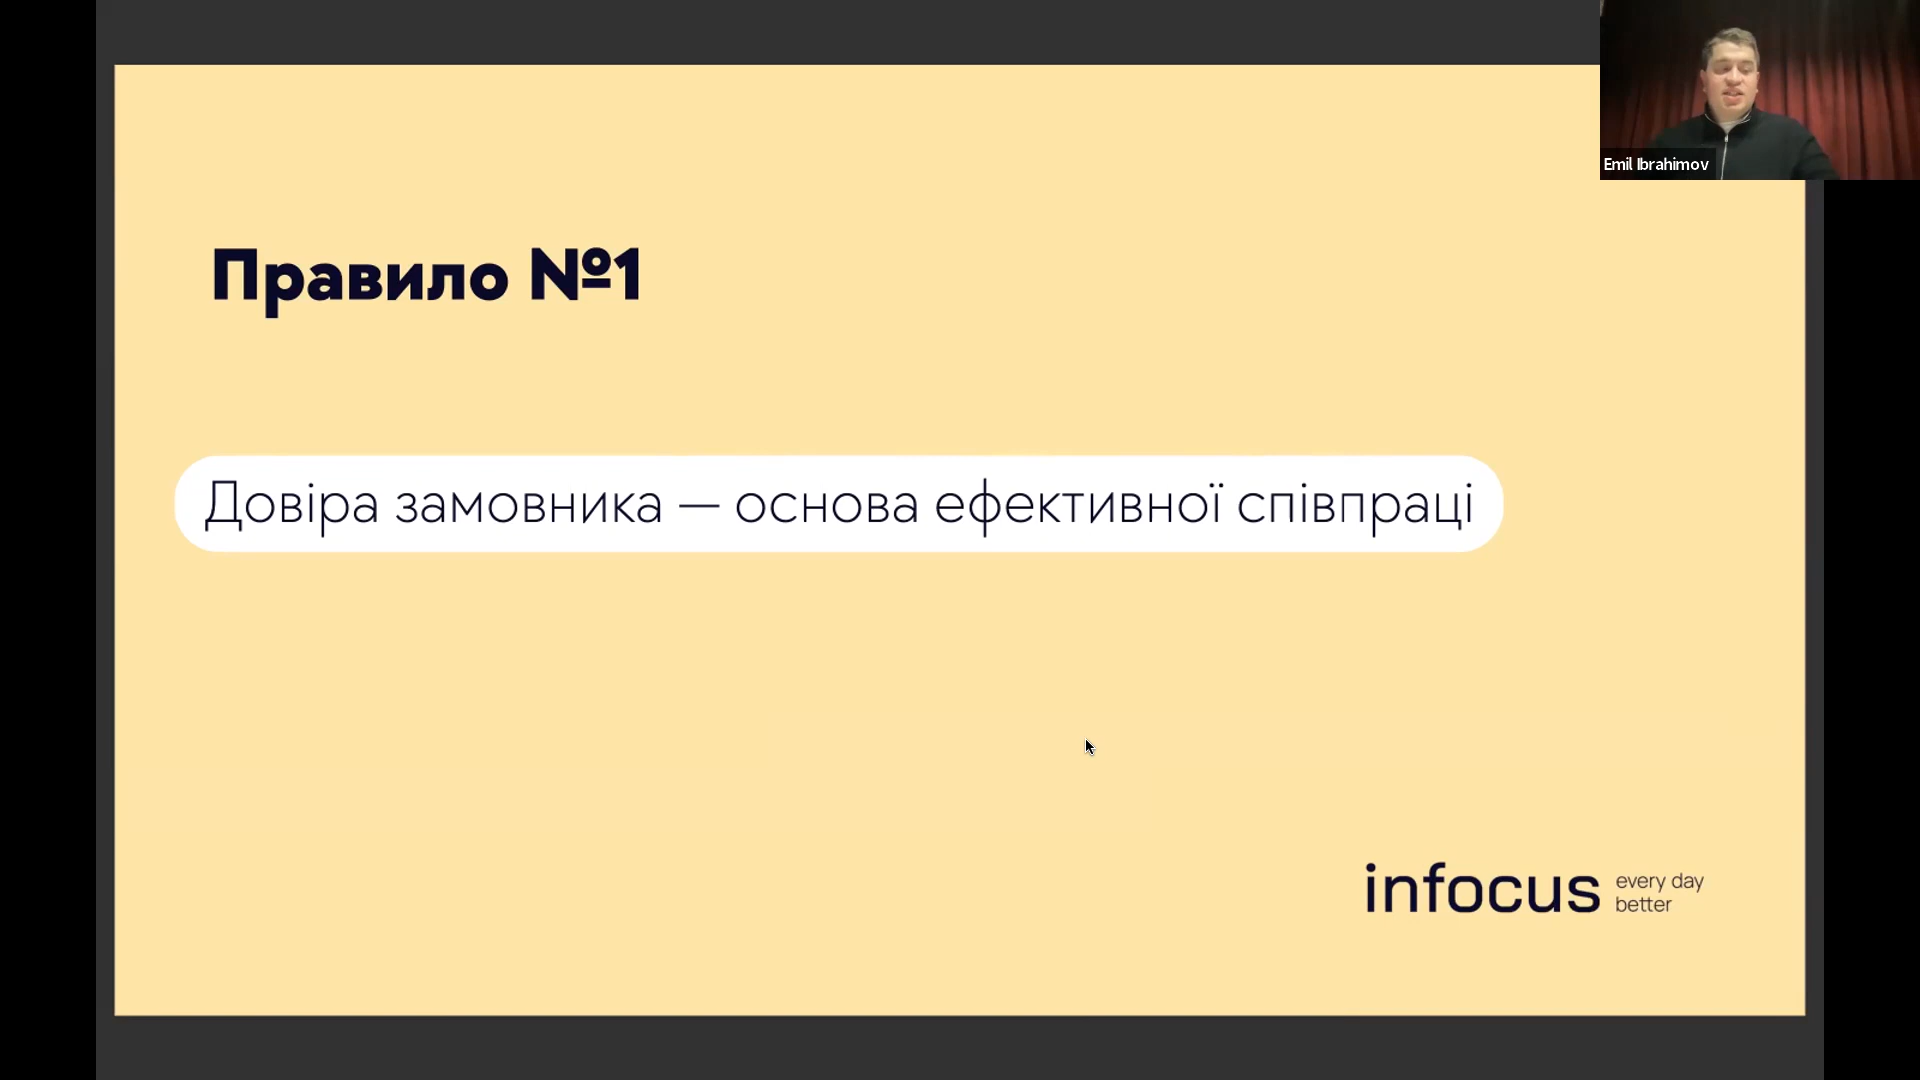 Emil Ibrahimov
Правило №1
Довіра замовника — основа ефективної співпраці
infocus every day
better